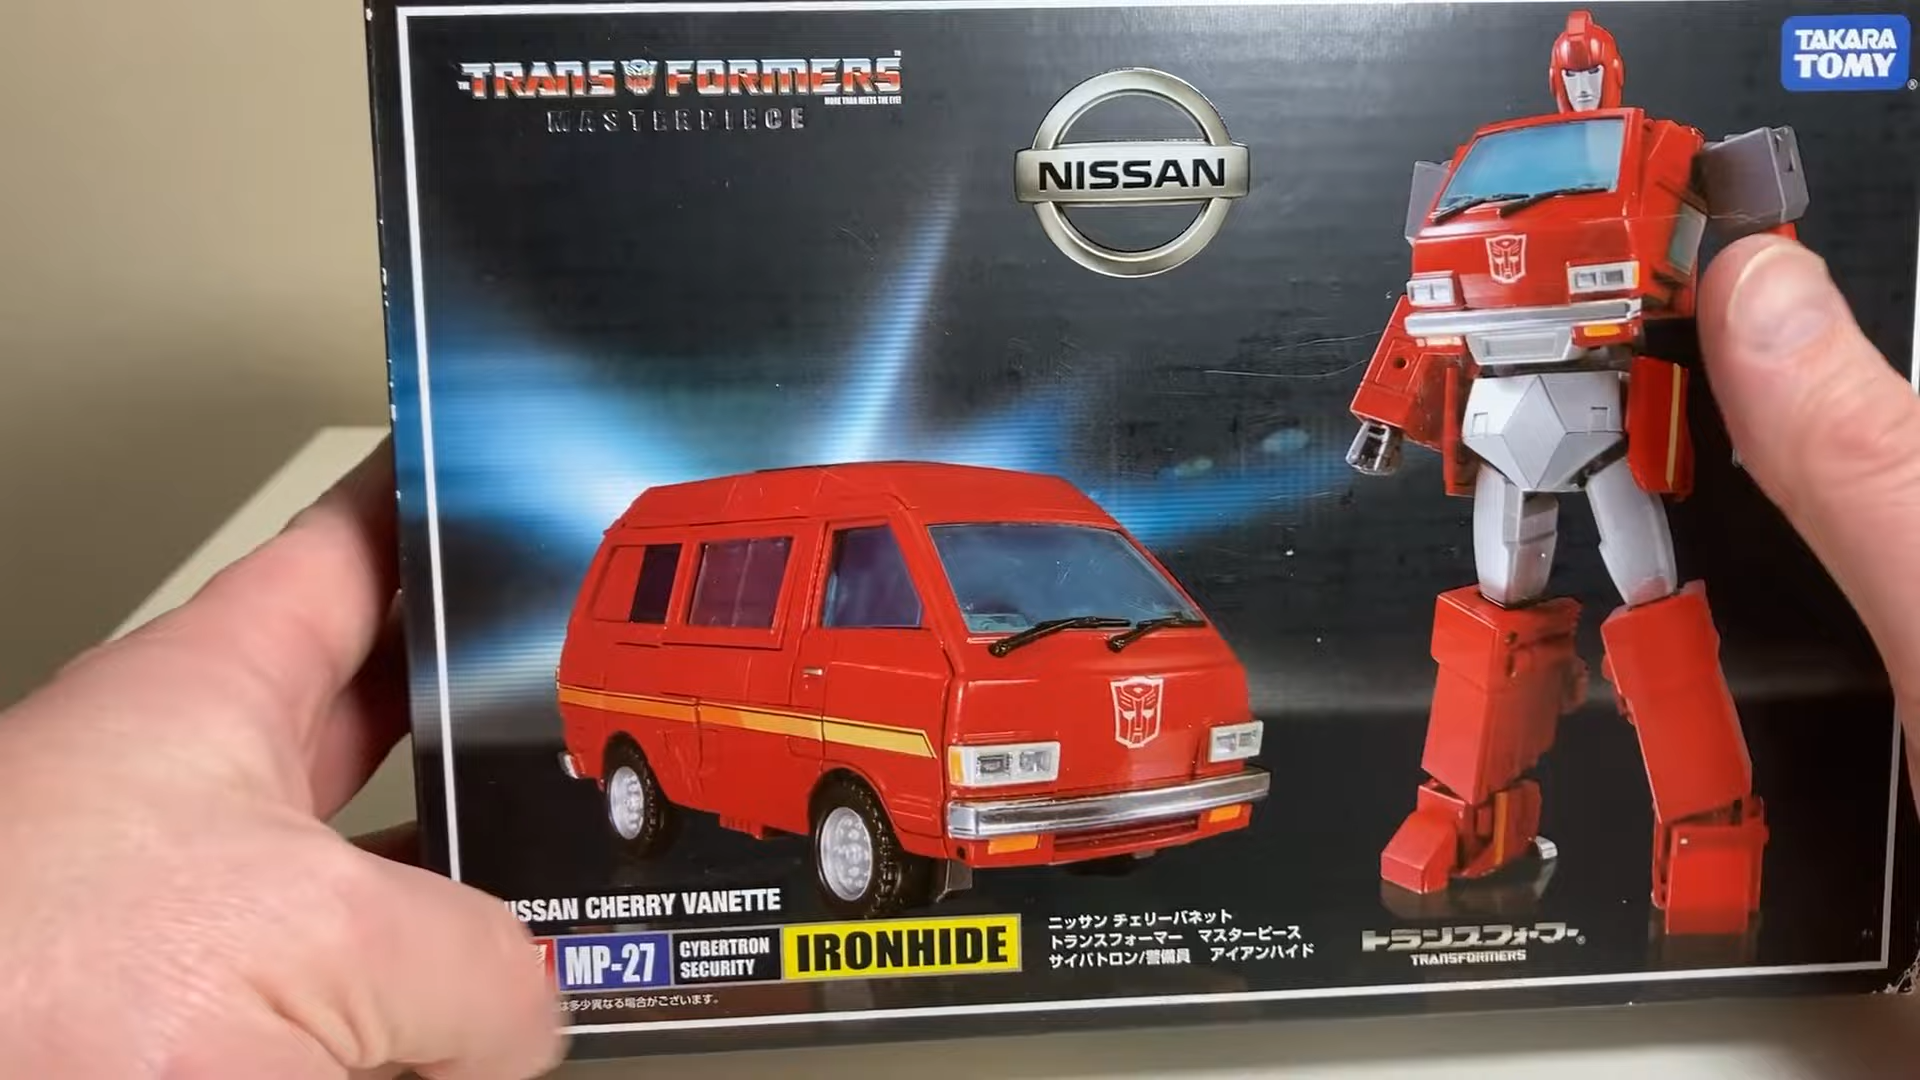 THE TRANSFORMERS™
MORE THAN MEETS THE EYE!
MASTERPIECE
NISSAN
TAKARA TOMY®
ISSAN CHERRY VANETTE
MP-27
CYBERTRON
SECURITY
IRONHIDE
ニッサン チェリーバネット
トランスフォーマー マスターピース
サイバトロン/警備員 アイアンハイド
トランスフォーマー®
TRANSFORMERS
は多少異なる場合がございます。